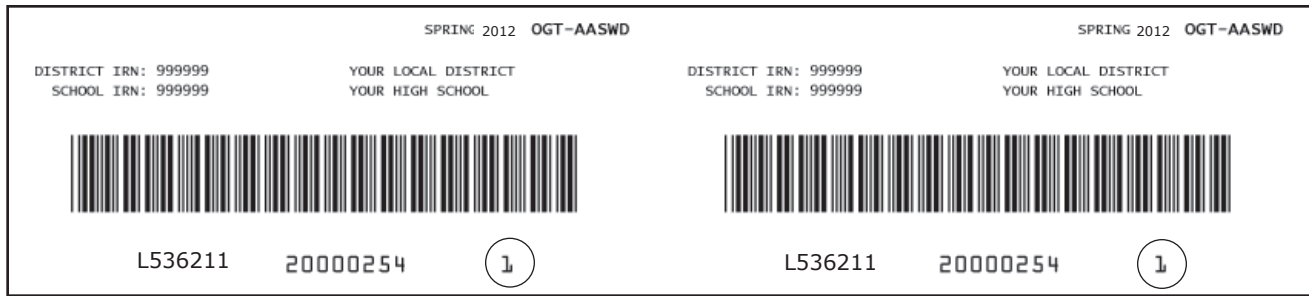 SPRING 2012 OGT-AASWD
DISTRICT IRN: 999999 YOUR LOCAL DISTRICT
SCHOOL IRN: 999999 YOUR HIGH SCHOOL
L536211 20000254 1
SPRING 2012 OGT-AASWD
DISTRICT IRN: 999999 YOUR LOCAL DISTRICT
SCHOOL IRN: 999999 YOUR HIGH SCHOOL
L536211 20000254 1